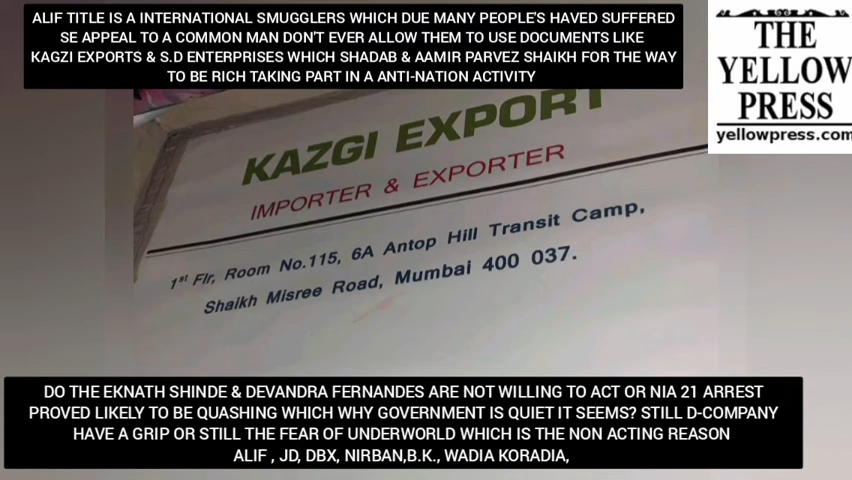 ALIF TITLE IS A INTERNATIONAL SMUGGLERS WHICH DUE MANY PEOPLE'S HAVED SUFFERED
SE APPEAL TO A COMMON MAN DON'T EVER ALLOW THEM TO USE DOCUMENTS LIKE
KAGZI EXPORTS & S.D ENTERPRISES WHICH SHADAB & AAMIR PARVEZ SHAIKH FOR THE WAY
TO BE RICH TAKING PART IN A ANTI-NATION ACTIVITY
THE
YELLOW
PRESS
yellowpress.com
KAZGI EXPORT
IMPORTER & EXPORTER
1st Flr, Room No.115, 6A Antop Hill Transit Camp,
Shaikh Misree Road, Mumbai 400 037.
DO THE EKNATH SHINDE & DEVANDRA FERNANDES ARE NOT WILLING TO ACT OR NIA 21 ARREST
PROVED LIKELY TO BE QUASHING WHICH WHY GOVERNMENT IS QUIET IT SEEMS? STILL D-COMPANY
HAVE A GRIP OR STILL THE FEAR OF UNDERWORLD WHICH IS THE NON ACTING REASON
ALIF , JD, DBX, NIRBAN,B.K., WADIA KORADIA,